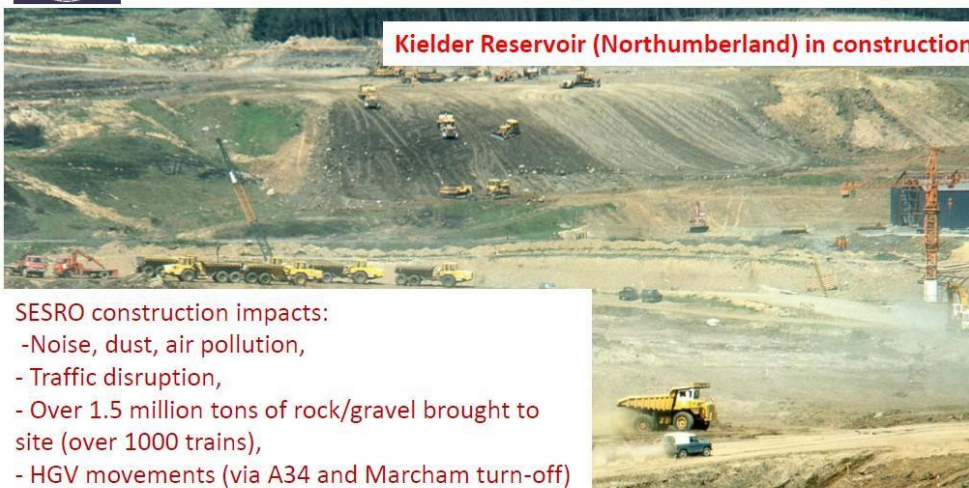 Kielder Reservoir (Northumberland) in construction
SESRO construction impacts:
-Noise, dust, air pollution,
- Traffic disruption,
- Over 1.5 million tons of rock/gravel brought to
site (over 1000 trains),
- HGV movements (via A34 and Marcham turn-off)